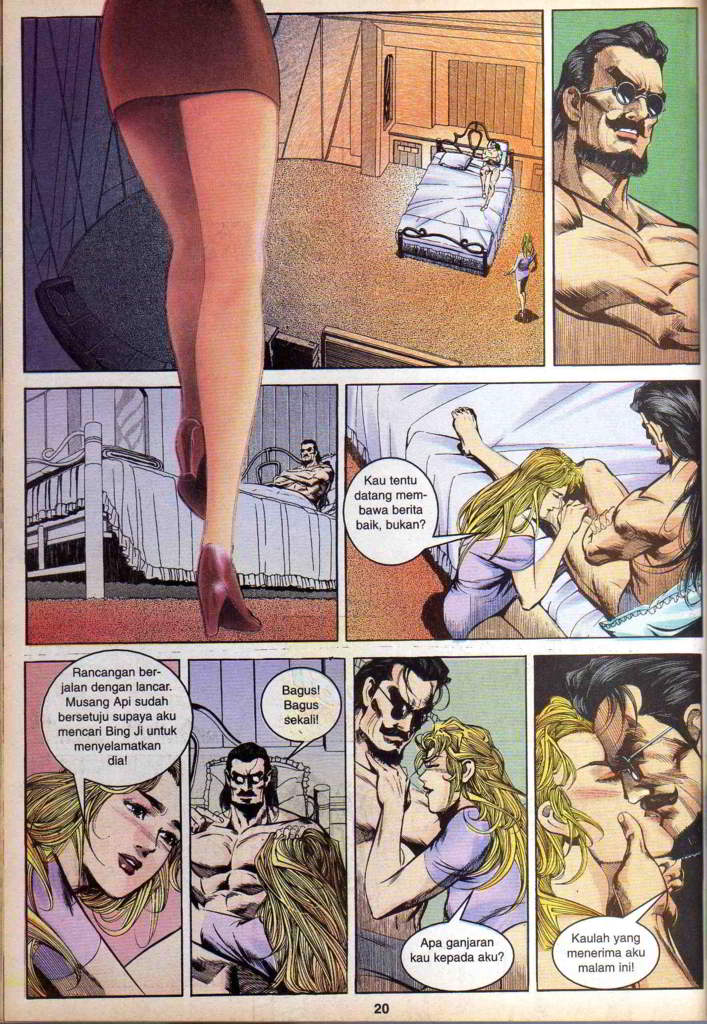 Kau tentu
datang mem-
bawa berita
baik, bukan?
Rancangan ber-
jalan dengan lancar.
Musang Api sudah
bersetuju supaya aku
mencari Bing Ji untuk
menyelamatkan
dia!
Bagus!
Bagus
sekali!
Apa ganjaran
kau kepada aku?
Kaulah yang
menerima aku
malam ini!
20